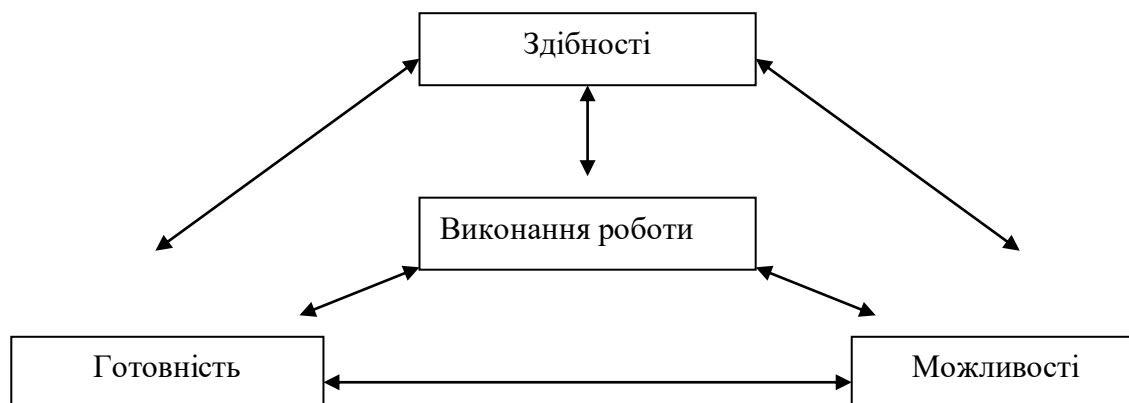 Здібності
Виконання роботи
Готовність
Можливості